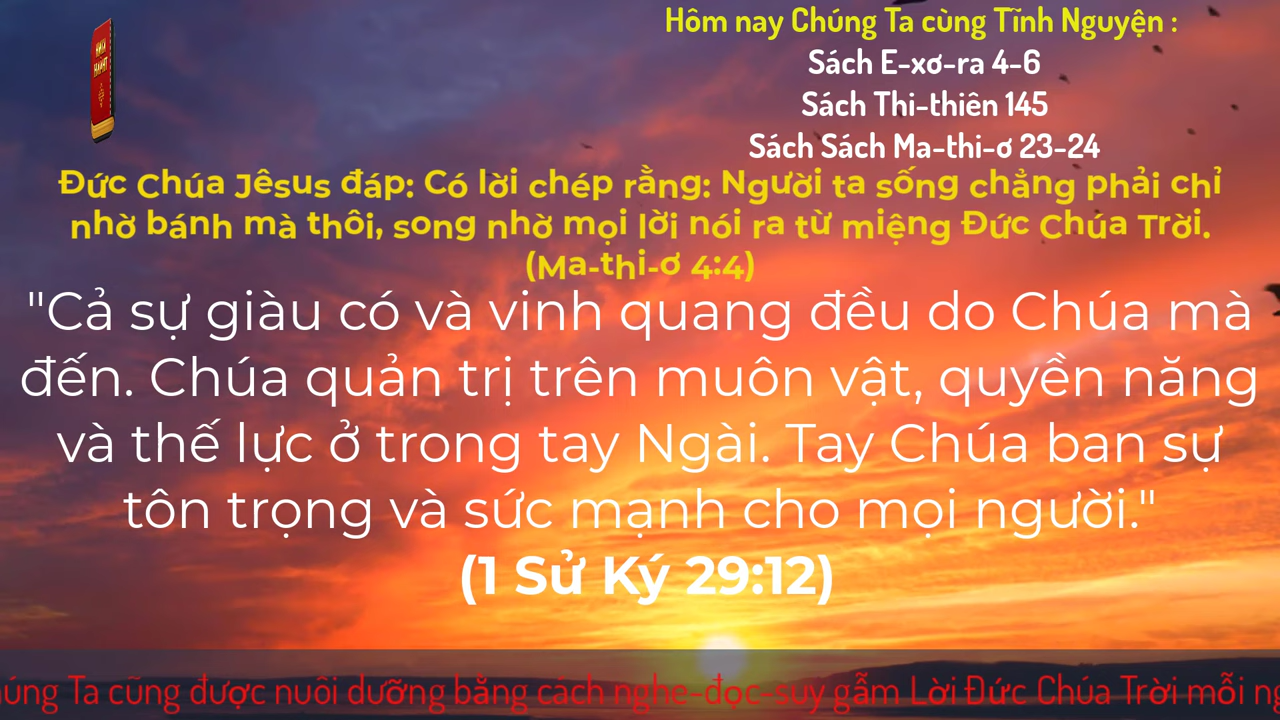 Hôm nay Chúng Ta cùng Tĩnh Nguyện :
Sách E-xơ-ra 4-6
Sách Thi-thiên 145
Sách Sách Ma-thi-ơ 23-24
Đức Chúa Jêsus đáp: Có lời chép rằng: Người ta sống chẳng phải chỉ
nhờ bánh mà thôi, song nhờ mọi lời nói ra từ miệng Đức Chúa Trời.
(Ma-thi-ơ 4:4)
"Cả sự giàu có và vinh quang đều do Chúa mà
đến. Chúa quản trị trên muôn vật, quyền năng
và thế lực ở trong tay Ngài. Tay Chúa ban sự
tôn trọng và sức mạnh cho mọi người."
(1 Sử Ký 29:12)
Ta cũng được nuôi dưỡng bằng cách nghe-đọc-suy gẫm Lời Đức Chúa Trời mỗi